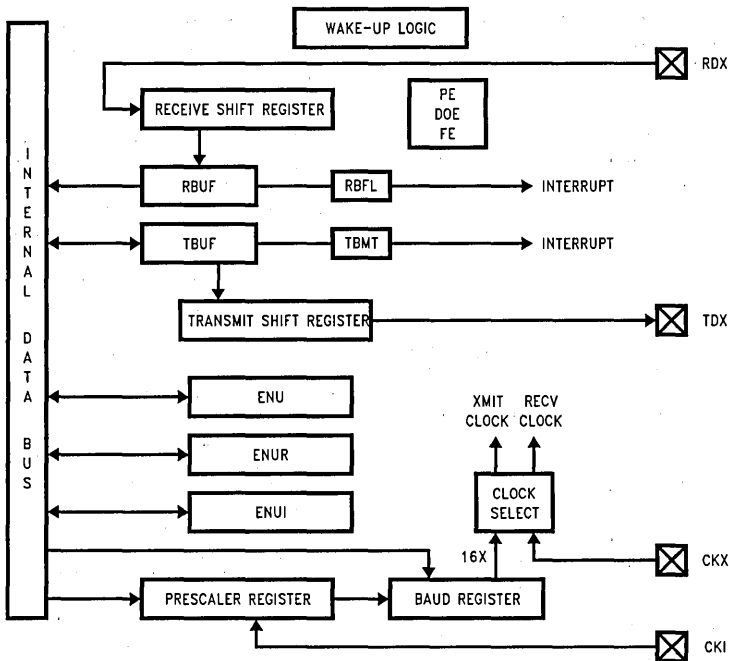 WAKE-UP LOGIC
RDX
RECEIVE SHIFT REGISTER
PE
DOE
FE
INTERNAL DATA BUS
RBUF
RBFL
INTERRUPT
TBUF
TBMT
INTERRUPT
TRANSMIT SHIFT REGISTER
TDX
ENU
XMIT CLOCK
RECV CLOCK
ENUR
CLOCK
SELECT
ENUI
16X
CKX
PRESCALER REGISTER
BAUD REGISTER
CKI